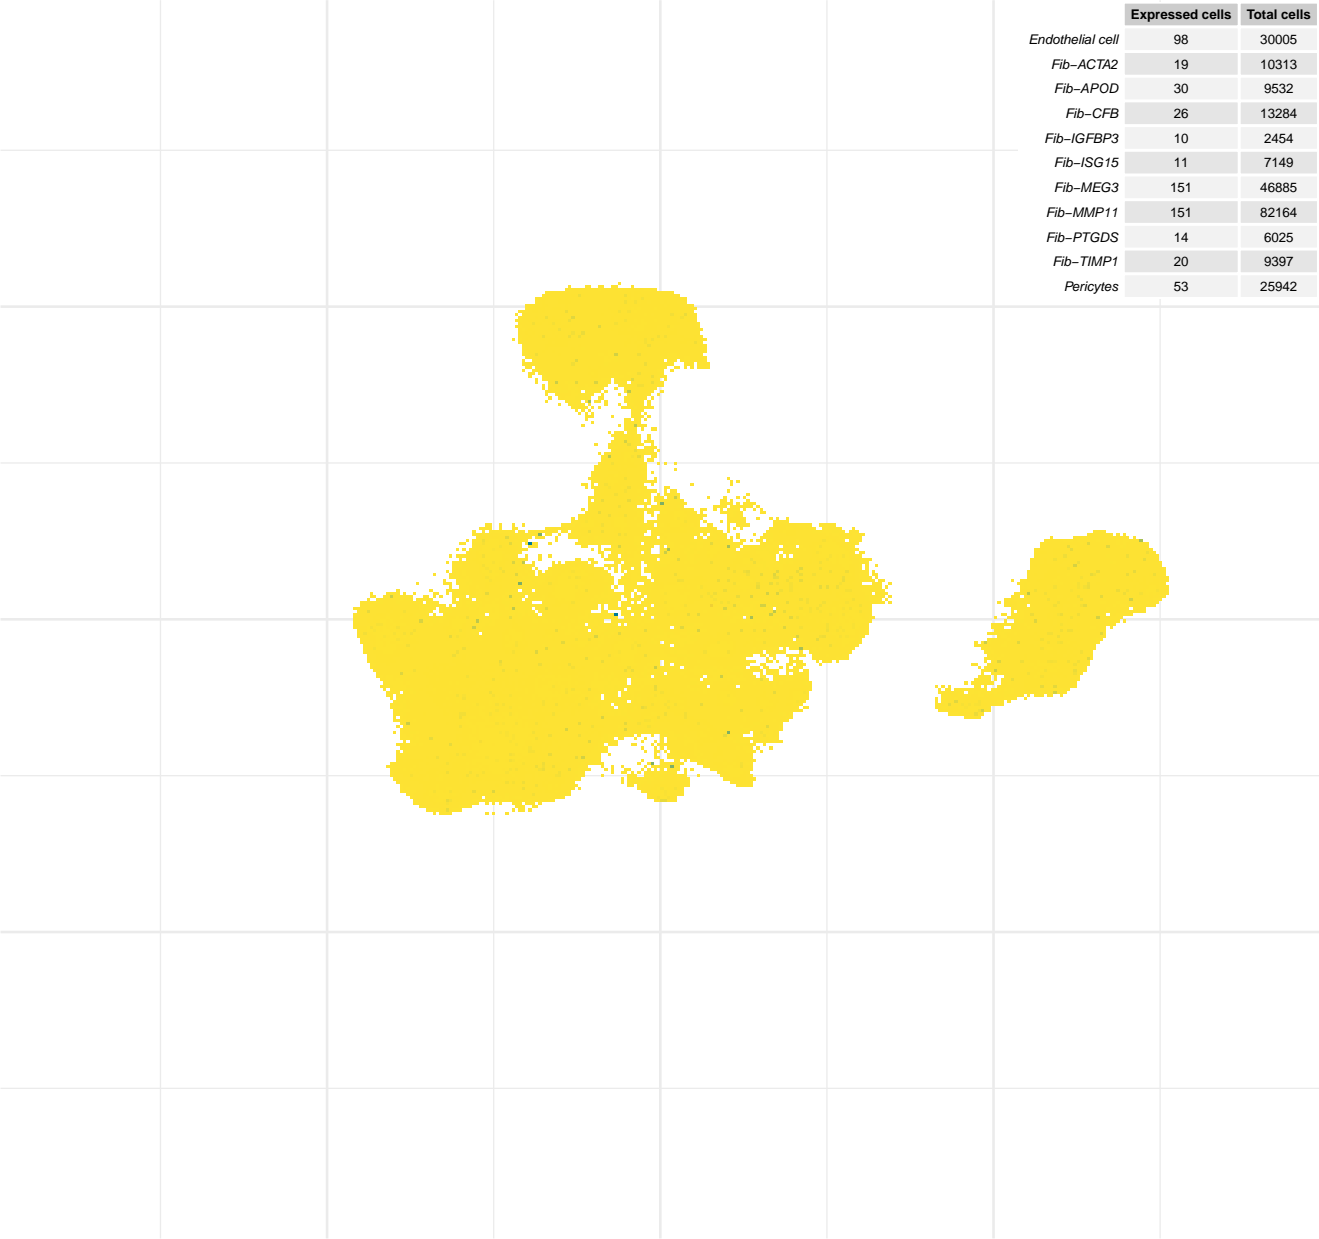 Expressed cells Total cells
Endothelial cell 98 30005
Fib−ACTA2 19 10313
Fib−APOD 30 9532
Fib−CFB 26 13284
Fib−IGFBP3 10 2454
Fib−ISG15 11 7149
Fib−MEG3 151 46885
Fib−MMP11 151 82164
Fib−PTGDS 14 6025
Fib−TIMP1 20 9397
Pericytes 53 25942